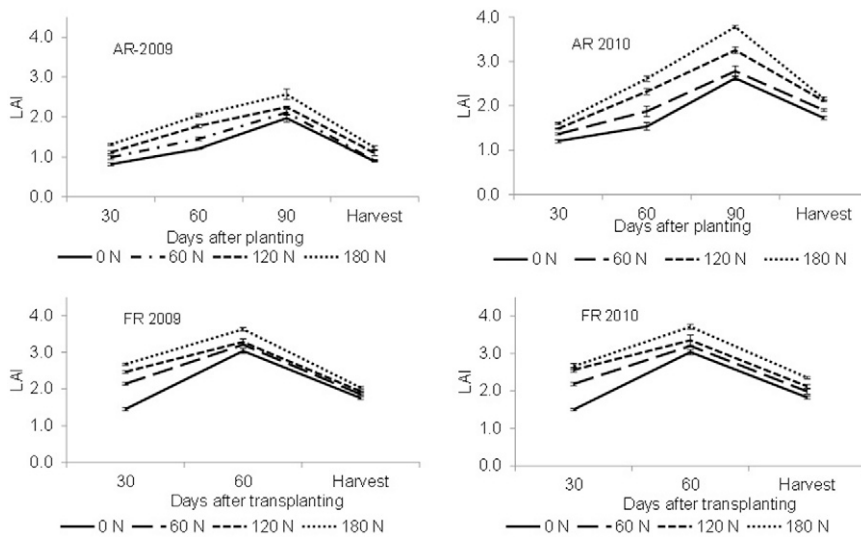 AR-2009
LAI
4.0
3.0
2.0
1.0
0.0
30 60 90 Harvest
Days after planting
0 N 60 N 120 N 180 N
AR 2010
LAI
4.0
3.0
2.0
1.0
0.0
30 60 90 Harvest
Days after planting
0 N 60 N 120 N 180 N
FR 2009
LAI
4.0
3.0
2.0
1.0
0.0
30 60 Harvest
Days after transplanting
0 N 60 N 120 N 180 N
FR 2010
LAI
4.0
3.0
2.0
1.0
0.0
30 60 Harvest
Days after transplanting
0 N 60 N 120 N 180 N